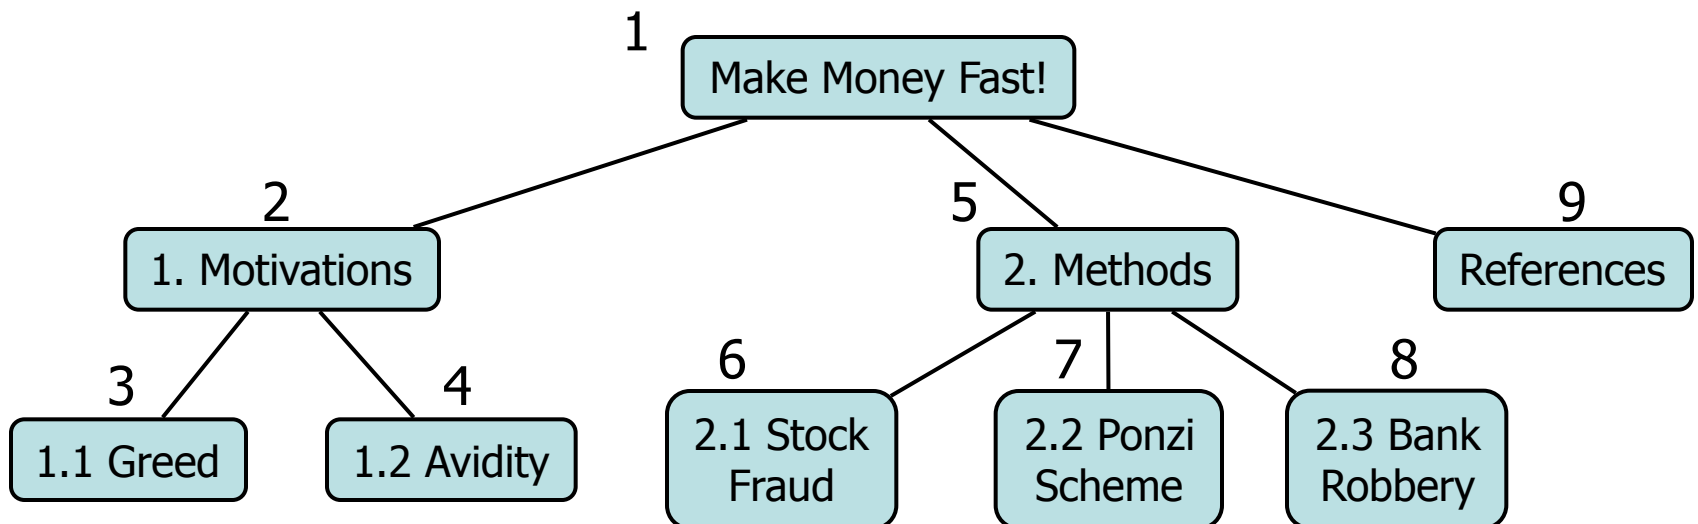 1
Make Money Fast!
2
5
9
1. Motivations
2. Methods
References
3
4
6
7
8
1.1 Greed
1.2 Avidity
2.1 Stock
Fraud
2.2 Ponzi
Scheme
2.3 Bank
Robbery